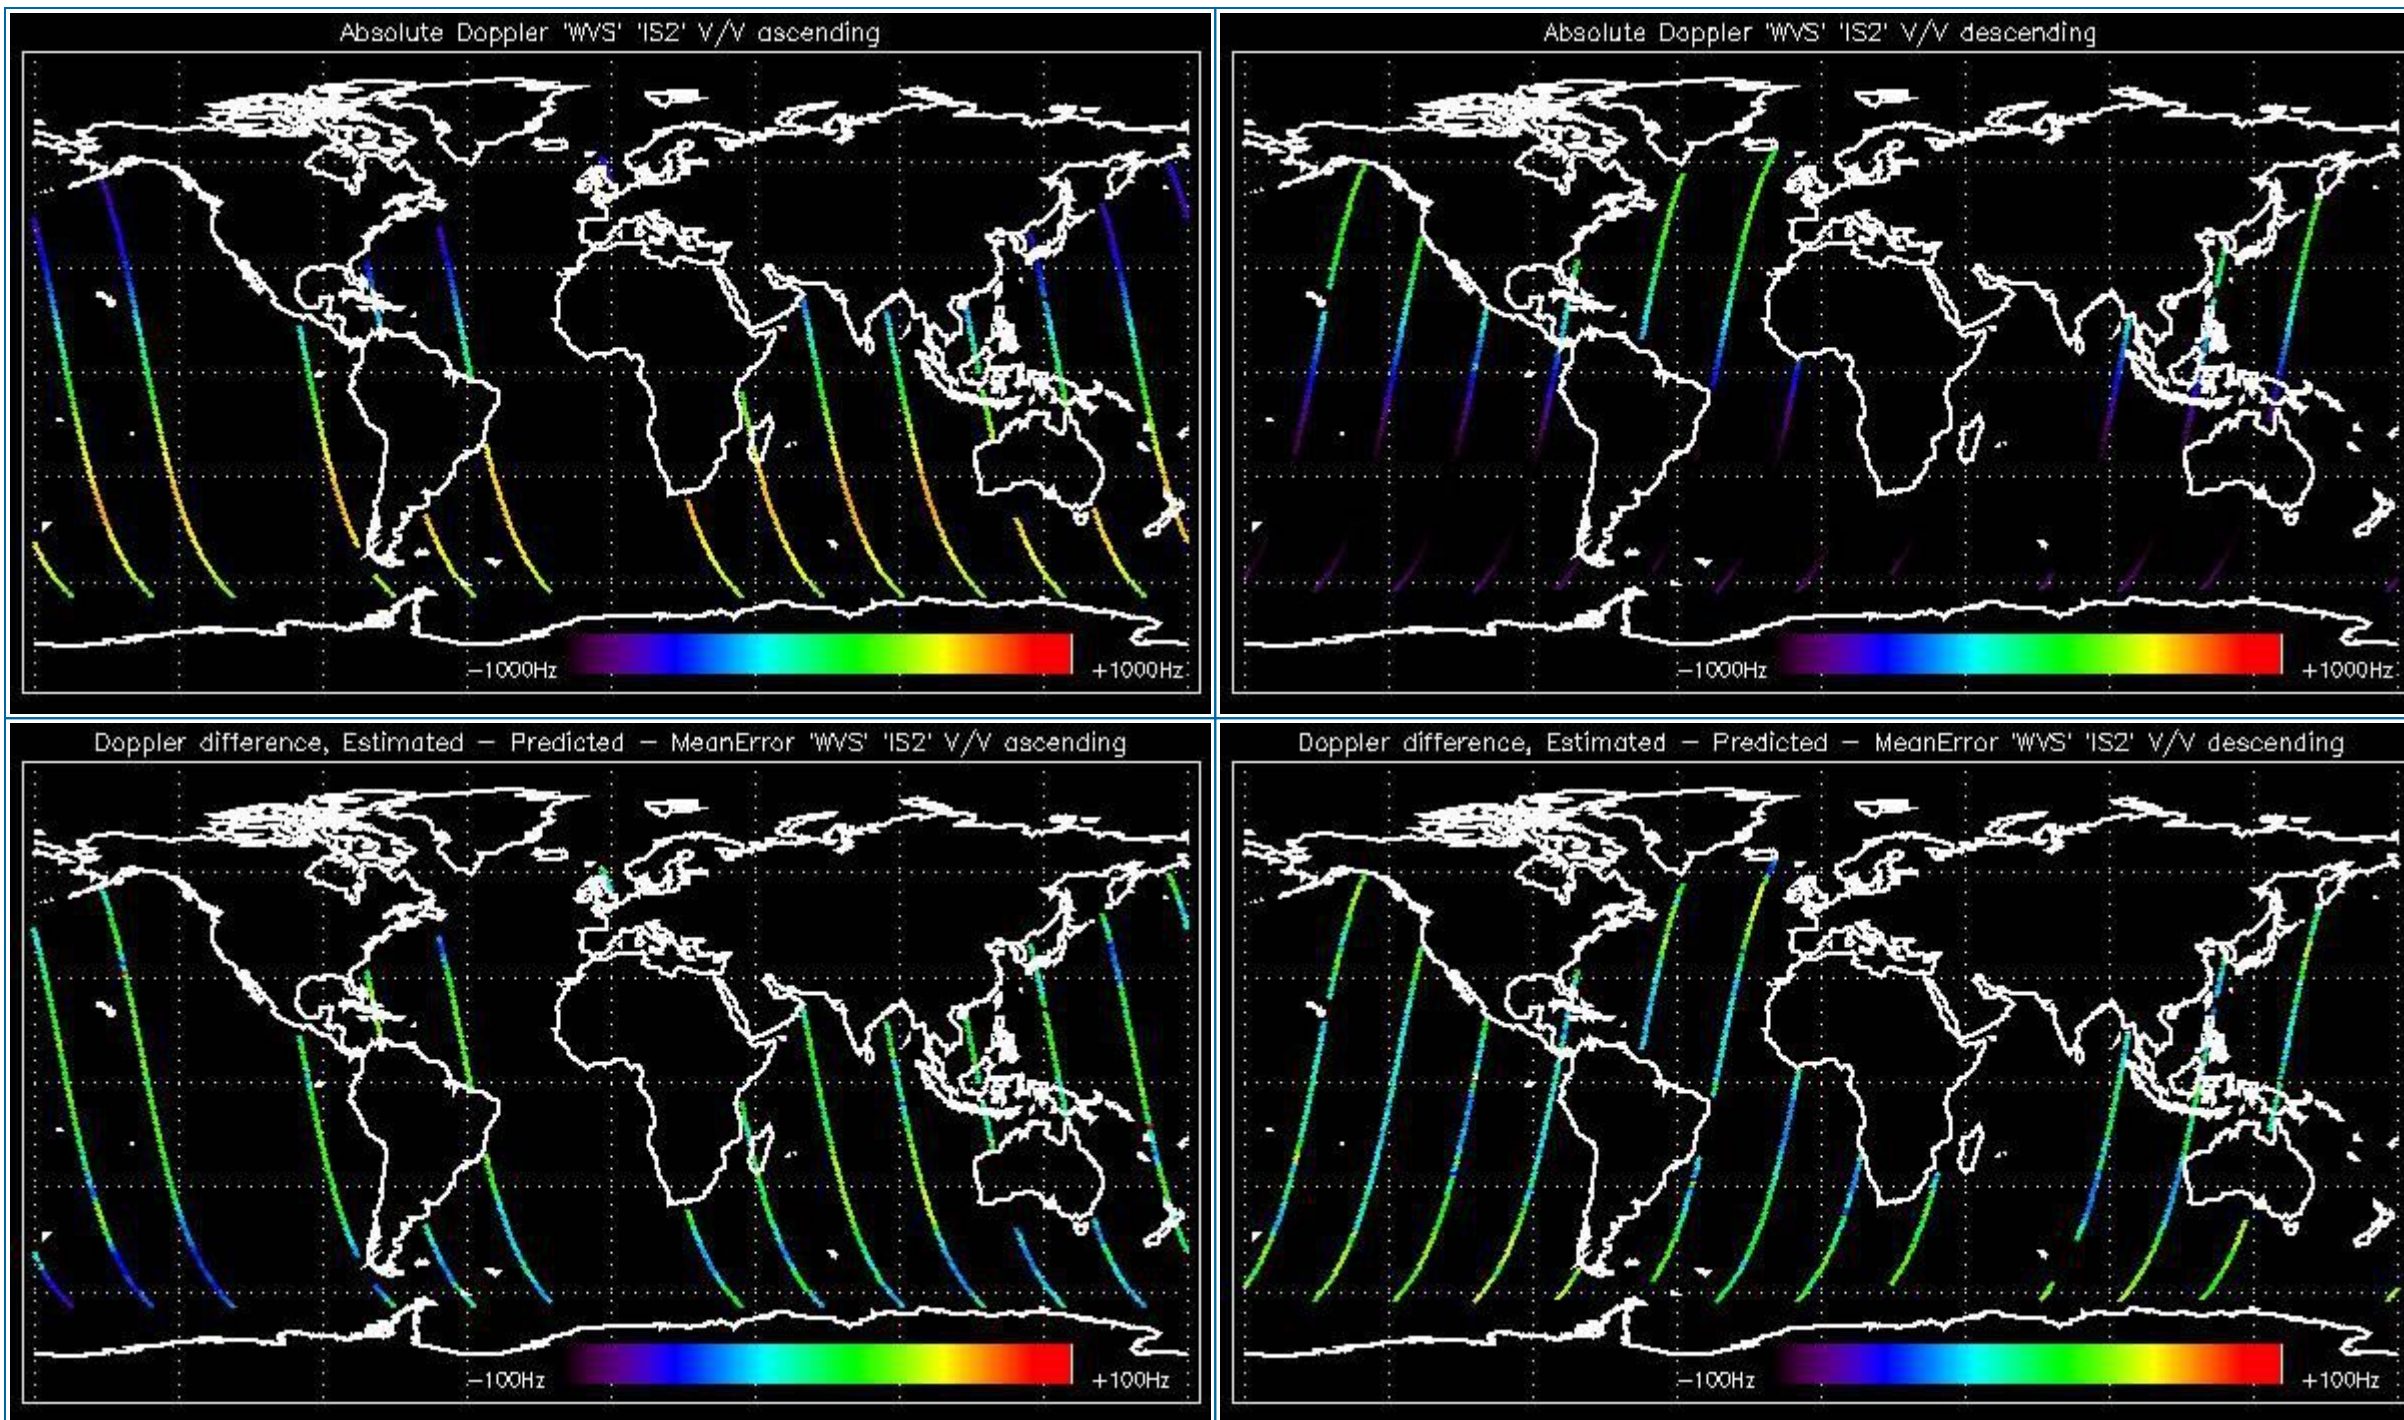 Absolute Doppler 'WVS' 'IS2' V/V ascending
-1000Hz
+1000Hz
Absolute Doppler 'WVS' 'IS2' V/V descending
-1000Hz
+1000Hz
Doppler difference, Estimated - Predicted - MeanError 'WVS' 'IS2' V/V ascending
-100Hz
+100Hz
Doppler difference, Estimated - Predicted - MeanError 'WVS' 'IS2' V/V descending
-100Hz
+100Hz